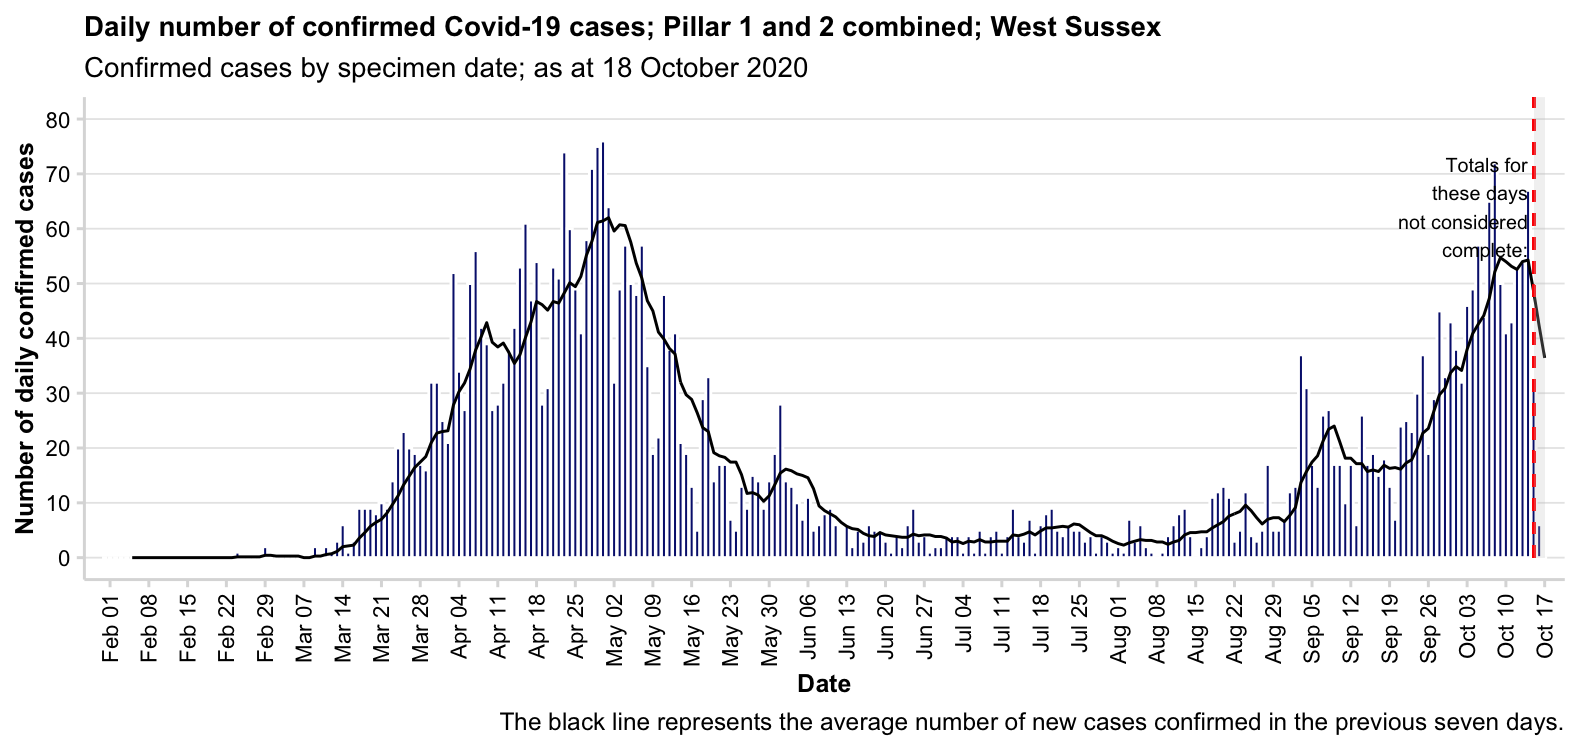 Daily number of confirmed Covid-19 cases; Pillar 1 and 2 combined; West Sussex
Confirmed cases by specimen date; as at 18 October 2020
Number of daily confirmed cases
80
70
60
50
40
30
20
10
0
Totals for
these days
not considered
complete:
Feb 01
Feb 08
Feb 15
Feb 22
Feb 29
Mar 07
Mar 14
Mar 21
Mar 28
Apr 04
Apr 11
Apr 18
Apr 25
May 02
May 09
May 16
May 23
May 30
Jun 06
Jun 13
Jun 20
Jun 27
Jul 04
Jul 11
Jul 18
Jul 25
Aug 01
Aug 08
Aug 15
Aug 22
Aug 29
Sep 05
Sep 12
Sep 19
Sep 26
Oct 03
Oct 10
Oct 17
Date
The black line represents the average number of new cases confirmed in the previous seven days.